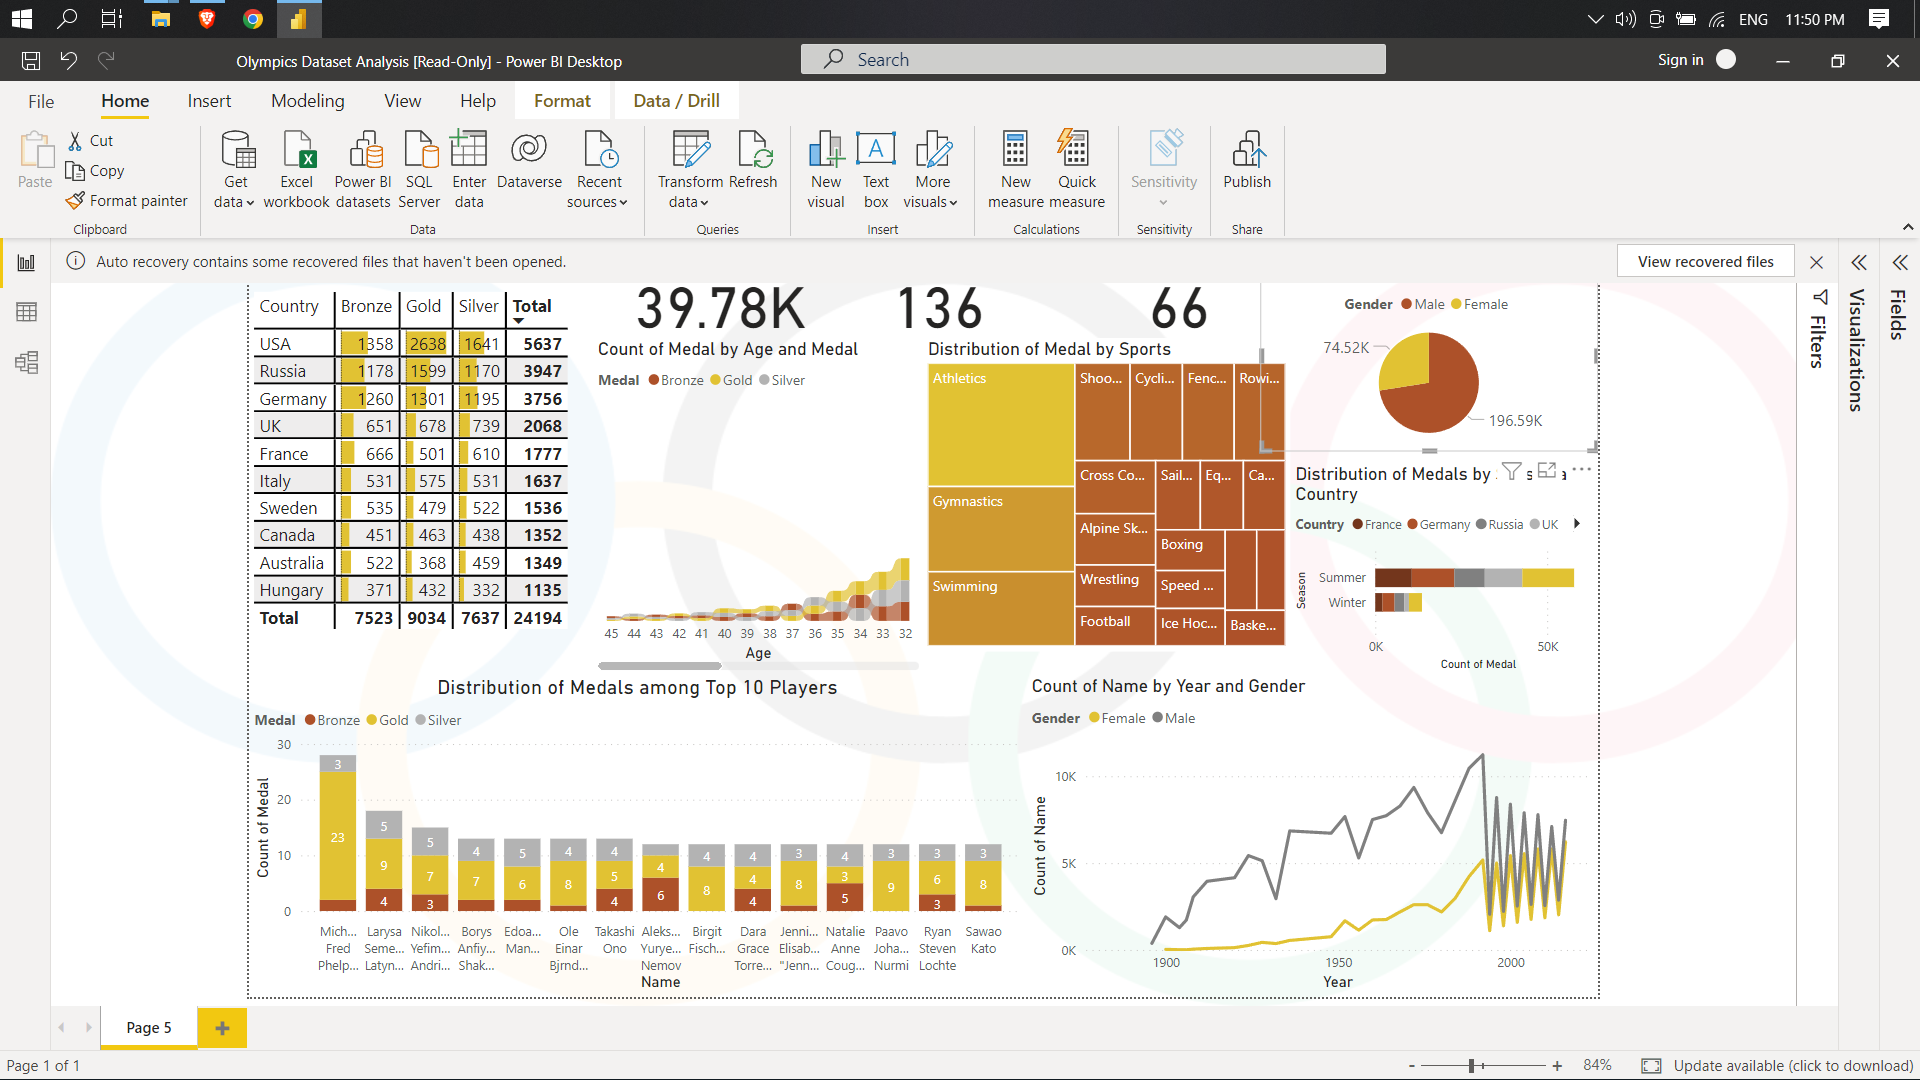 ENG 11:50 PM
Olympics Dataset Analysis [Read-Only] - Power BI Desktop
Search
Sign in
File Home Insert Modeling View Help Format Data / Drill
Paste
Cut
Copy
Format painter
Clipboard
Get data
Excel workbook
Power BI datasets
SQL Server
Enter data
Dataverse
Recent sources
Data
Transform data
Refresh
Queries
New visual
Text box
More visuals
Insert
New measure
Quick measure
Calculations
Sensitivity
Sensitivity
Publish
Share
Auto recovery contains some recovered files that haven't been opened.
View recovered files
Filters
Visualizations
Fields
Country Bronze Gold Silver Total
USA 1358 2638 1641 5637
Russia 1178 1599 1170 3947
Germany 1260 1301 1195 3756
UK 651 678 739 2068
France 666 501 610 1777
Italy 531 575 531 1637
Sweden 535 479 522 1536
Canada 451 463 438 1352
Australia 522 368 459 1349
Hungary 371 432 332 1135
Total 7523 9034 7637 24194
39.78K 136 66
Count of Medal by Age and Medal
Medal Bronze Gold Silver
45 44 43 42 41 40 39 38 37 36 35 34 33 32
Age
Distribution of Medal by Sports
Athletics
Gymnastics
Swimming
Shoo... Cycli... Fenc... Rowi...
Cross Co... Sail... Eq... Ca...
Alpine Sk...
Boxing
Wrestling
Speed ...
Football
Ice Hoc...
Baske...
Gender Male Female
74.52K
196.59K
Distribution of Medals by
Country
Country France Germany Russia UK
Season
Summer
Winter
0K 50K
Count of Medal
Distribution of Medals among Top 10 Players
Medal Bronze Gold Silver
Count of Medal
30
20
10
0
3
23
5
9
4
5
7
3
4
7
5
6
4
8
4
5
4
4
6
4
8
4
4
4
3
8
4
3
5
3
9
3
6
3
3
8
Mich... Fred Phelp...
Larysa Seme... Latyn...
Nikol... Yefim... Andri...
Borys Anfiy... Shak...
Edoa... Man...
Ole Einar Bjrnd...
Takashi Ono
Aleks... Yurye... Nemov
Birgit Fisch...
Dara Grace Torre...
Jenni... Elisab... "Jenn...
Natalie Anne Coug...
Paavo Joha... Nurmi
Ryan Steven Lochte
Sawao Kato
Name
Count of Name by Year and Gender
Gender Female Male
Count of Name
10K
5K
0K
1900 1950 2000
Year
Page 5
Page 1 of 1
- + 84%
Update available (click to download)